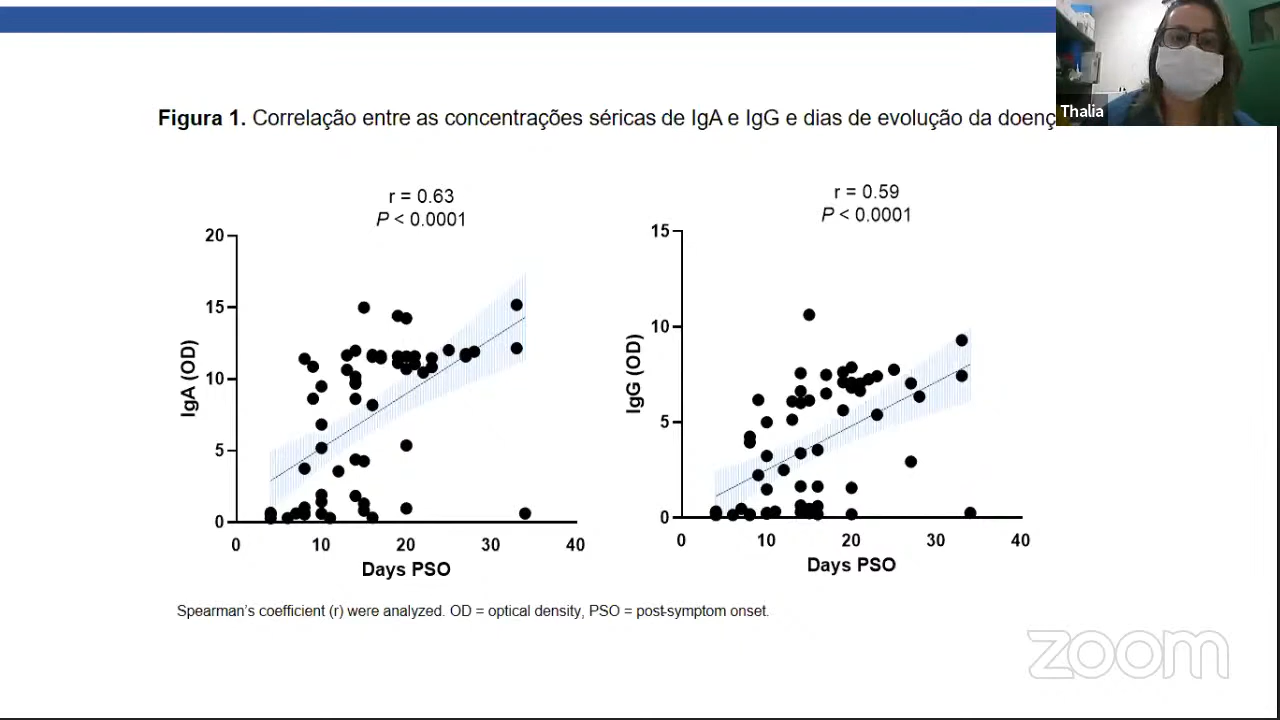 Thalia
Figura 1. Correlação entre as concentrações séricas de IgA e IgG e dias de evolução da doenç
r = 0.63
P < 0.0001
20
15
10
5
0
IgA (OD)
0 10 20 30 40
Days PSO
r = 0.59
P < 0.0001
15
10
5
0
IgG (OD)
0 10 20 30 40
Days PSO
Spearman's coefficient (r) were analyzed. OD = optical density, PSO = post-symptom onset.
zoom